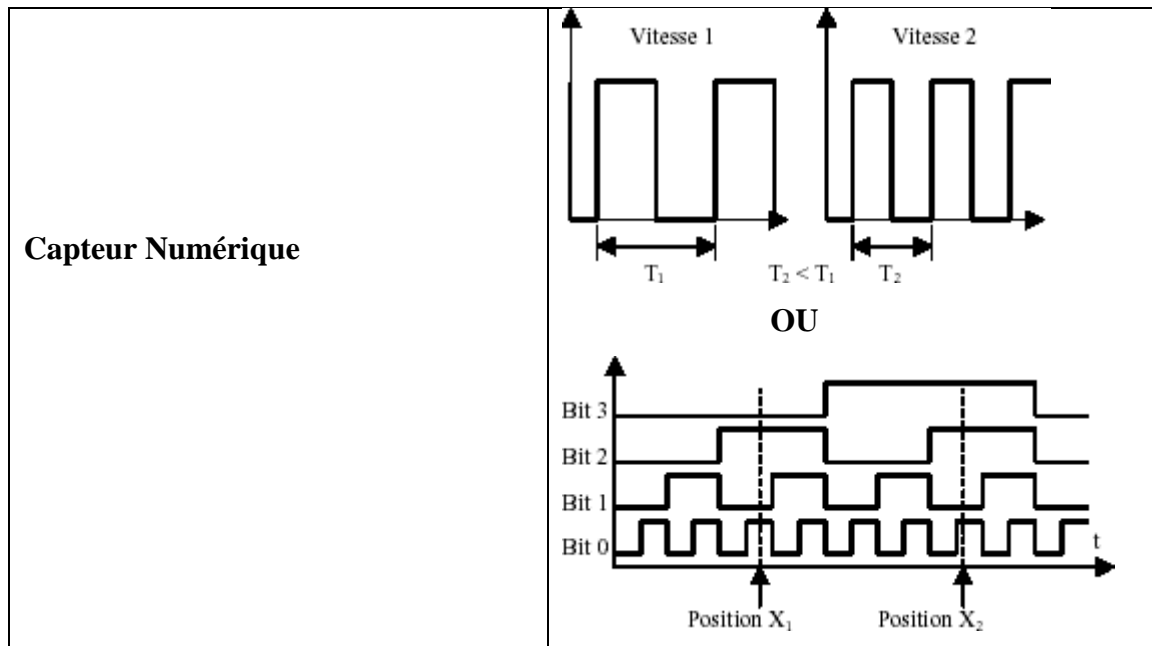 Capteur Numérique
Vitesse 1
Vitesse 2
T₁
T₂ < T₁
T₂
OU
Bit 3
Bit 2
Bit 1
Bit 0
t
Position X₁
Position X₂